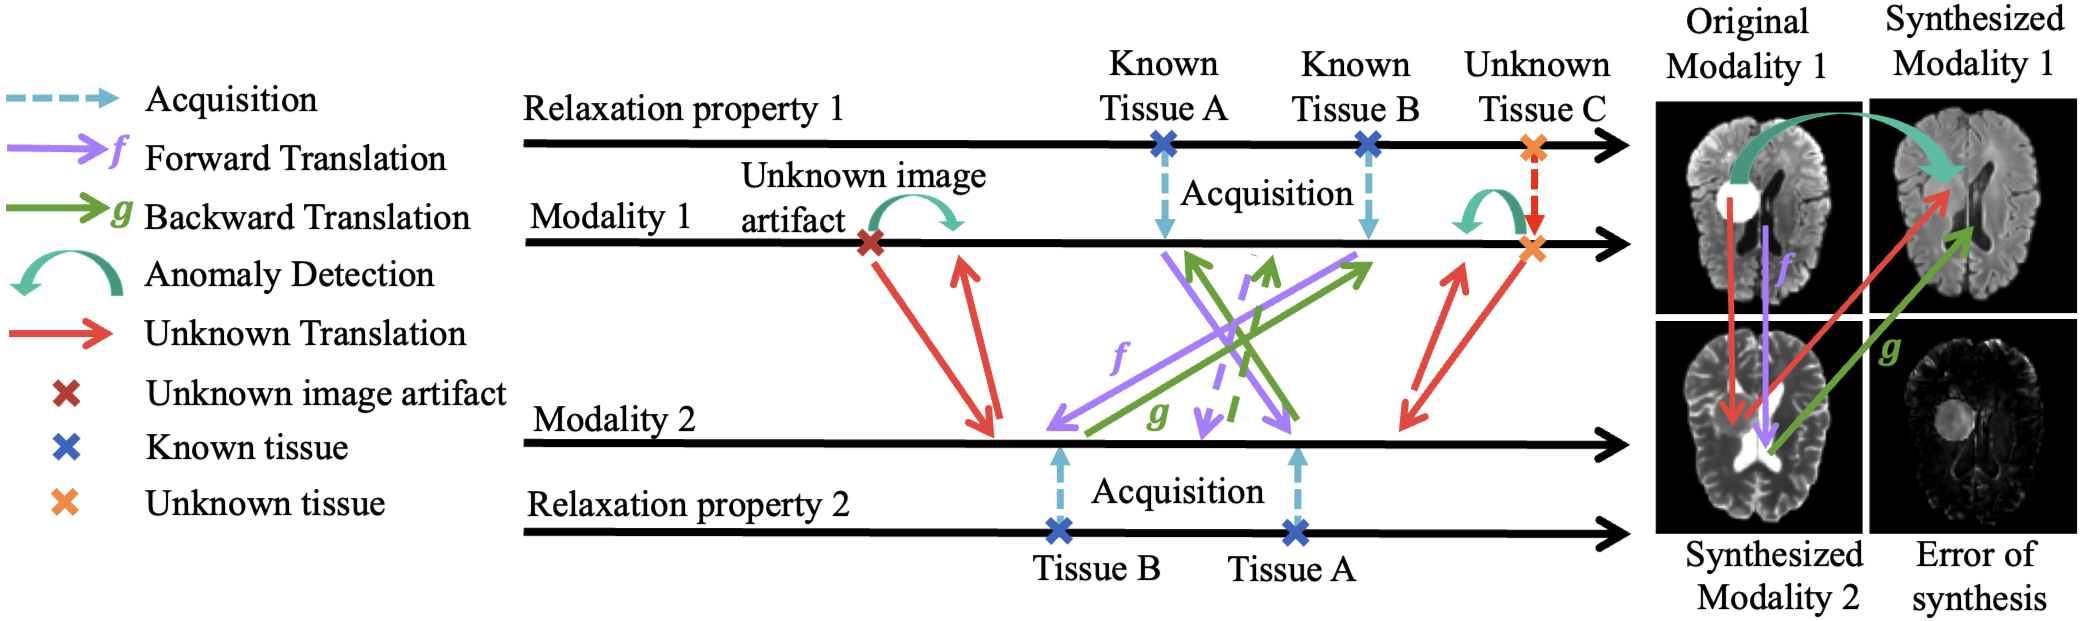 Acquisition
f
Forward Translation
g
Backward Translation
Anomaly Detection
Unknown Translation
Unknown image artifact
Known tissue
Unknown tissue
Relaxation property 1
Known
Tissue A
Known
Tissue B
Unknown
Tissue C
Unknown image
artifact
Acquisition
Modality 1
f
g
Modality 2
Acquisition
Relaxation property 2
Tissue B
Tissue A
Original
Modality 1
Synthesized
Modality 1
f
g
Synthesized
Modality 2
Error of
synthesis